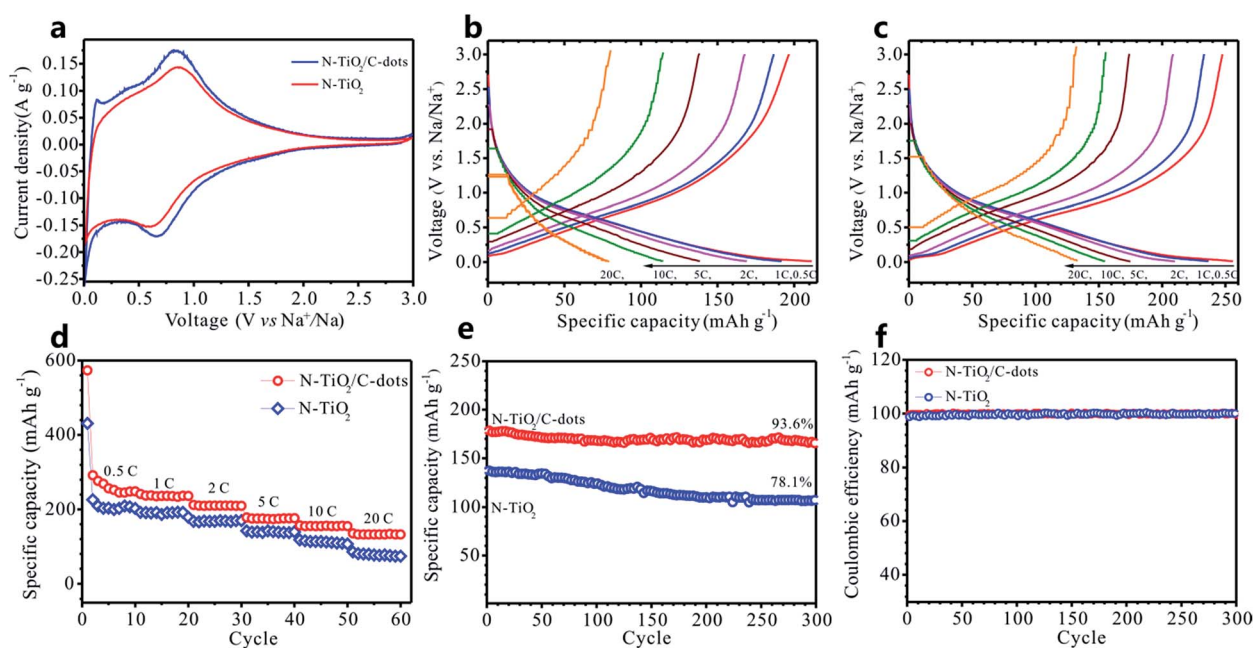 a
0.15
0.10
0.05
0.00
-0.05
-0.10
-0.15
-0.20
-0.25
Current density(A g⁻¹)
N-TiO₂/C-dots
N-TiO₂
0.0 0.5 1.0 1.5 2.0 3.0
Voltage (V vs Na⁺/Na)
b
3.0
2.5
2.0
1.5
1.0
0.5
0.0
Voltage (V vs. Na/Na⁺)
20C, 10C, 5C, 2C, 1C,0.5C
0 50 100 150 200
Specific capacity (mAh g⁻¹)
c
3.0
2.5
2.0
1.5
1.0
0.5
0.0
Voltage (V vs. Na/Na⁺)
20C, 10C, 5C, 2C, 1C,0.5C
0 50 100 150 200 250
Specific capacity (mAh g⁻¹)
d
600
400
200
0
Specific capacity (mAh g⁻¹)
N-TiO₂/C-dots
N-TiO₂
0.5 C
1 C
2 C
5 C
10 C
20 C
0 10 20 30 40 50 60
Cycle
e
250
200
150
100
50
Specific capacity (mAh g⁻¹)
N-TiO₂/C-dots
93.6%
78.1%
N-TiO₂
0 50 100 150 200 250 300
Cycle
f
120
100
80
60
40
Coulombic efficiency (mAh g⁻¹)
N-TiO₂/C-dots
N-TiO₂
0 50 100 150 200 250 300
Cycle